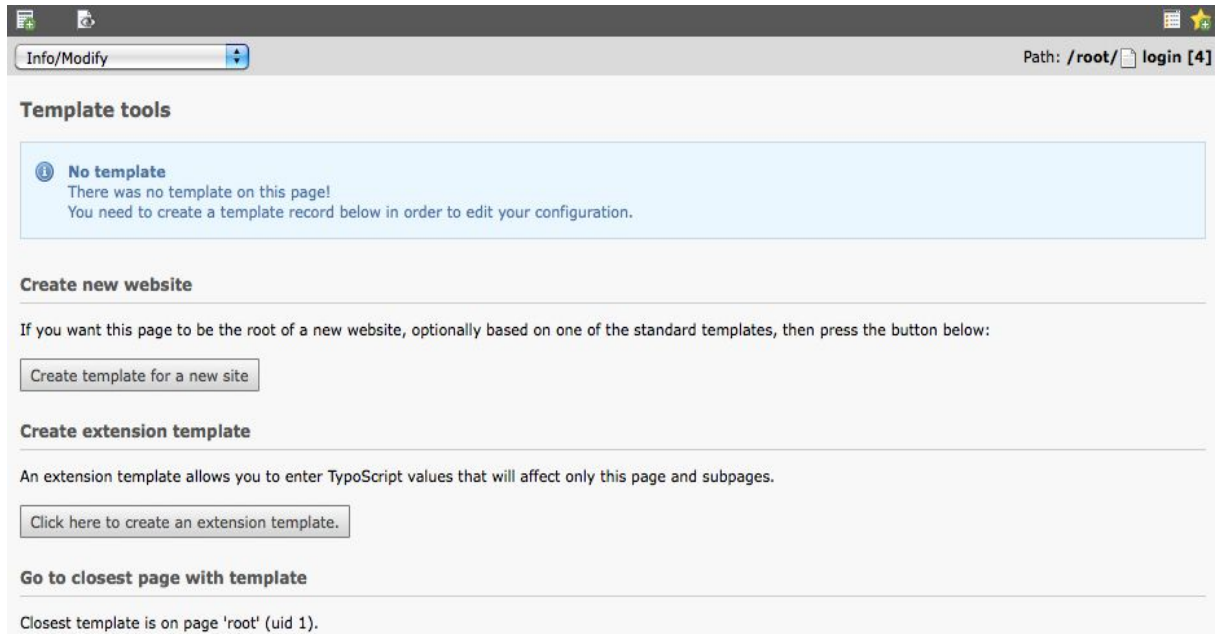 Info/Modify
Path: /root/ login [4]
Template tools
No template
There was no template on this page!
You need to create a template record below in order to edit your configuration.
Create new website
If you want this page to be the root of a new website, optionally based on one of the standard templates, then press the button below:
Create template for a new site
Create extension template
An extension template allows you to enter TypoScript values that will affect only this page and subpages.
Click here to create an extension template.
Go to closest page with template
Closest template is on page 'root' (uid 1).